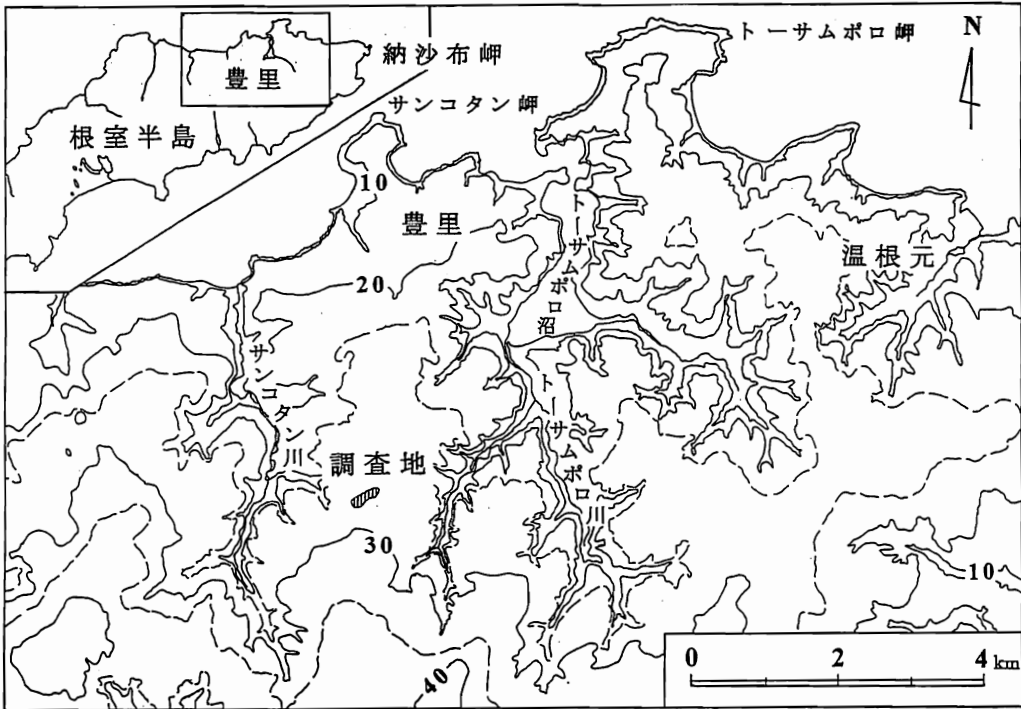 納沙布岬
豊里
根室半島
トーサムポロ岬
N
サンコタン岬
10
豊里
トーサムポロ沼
温根元
20
サンコタン川
トーサムポロ川
調査地
30
10
40
0 2 4 km